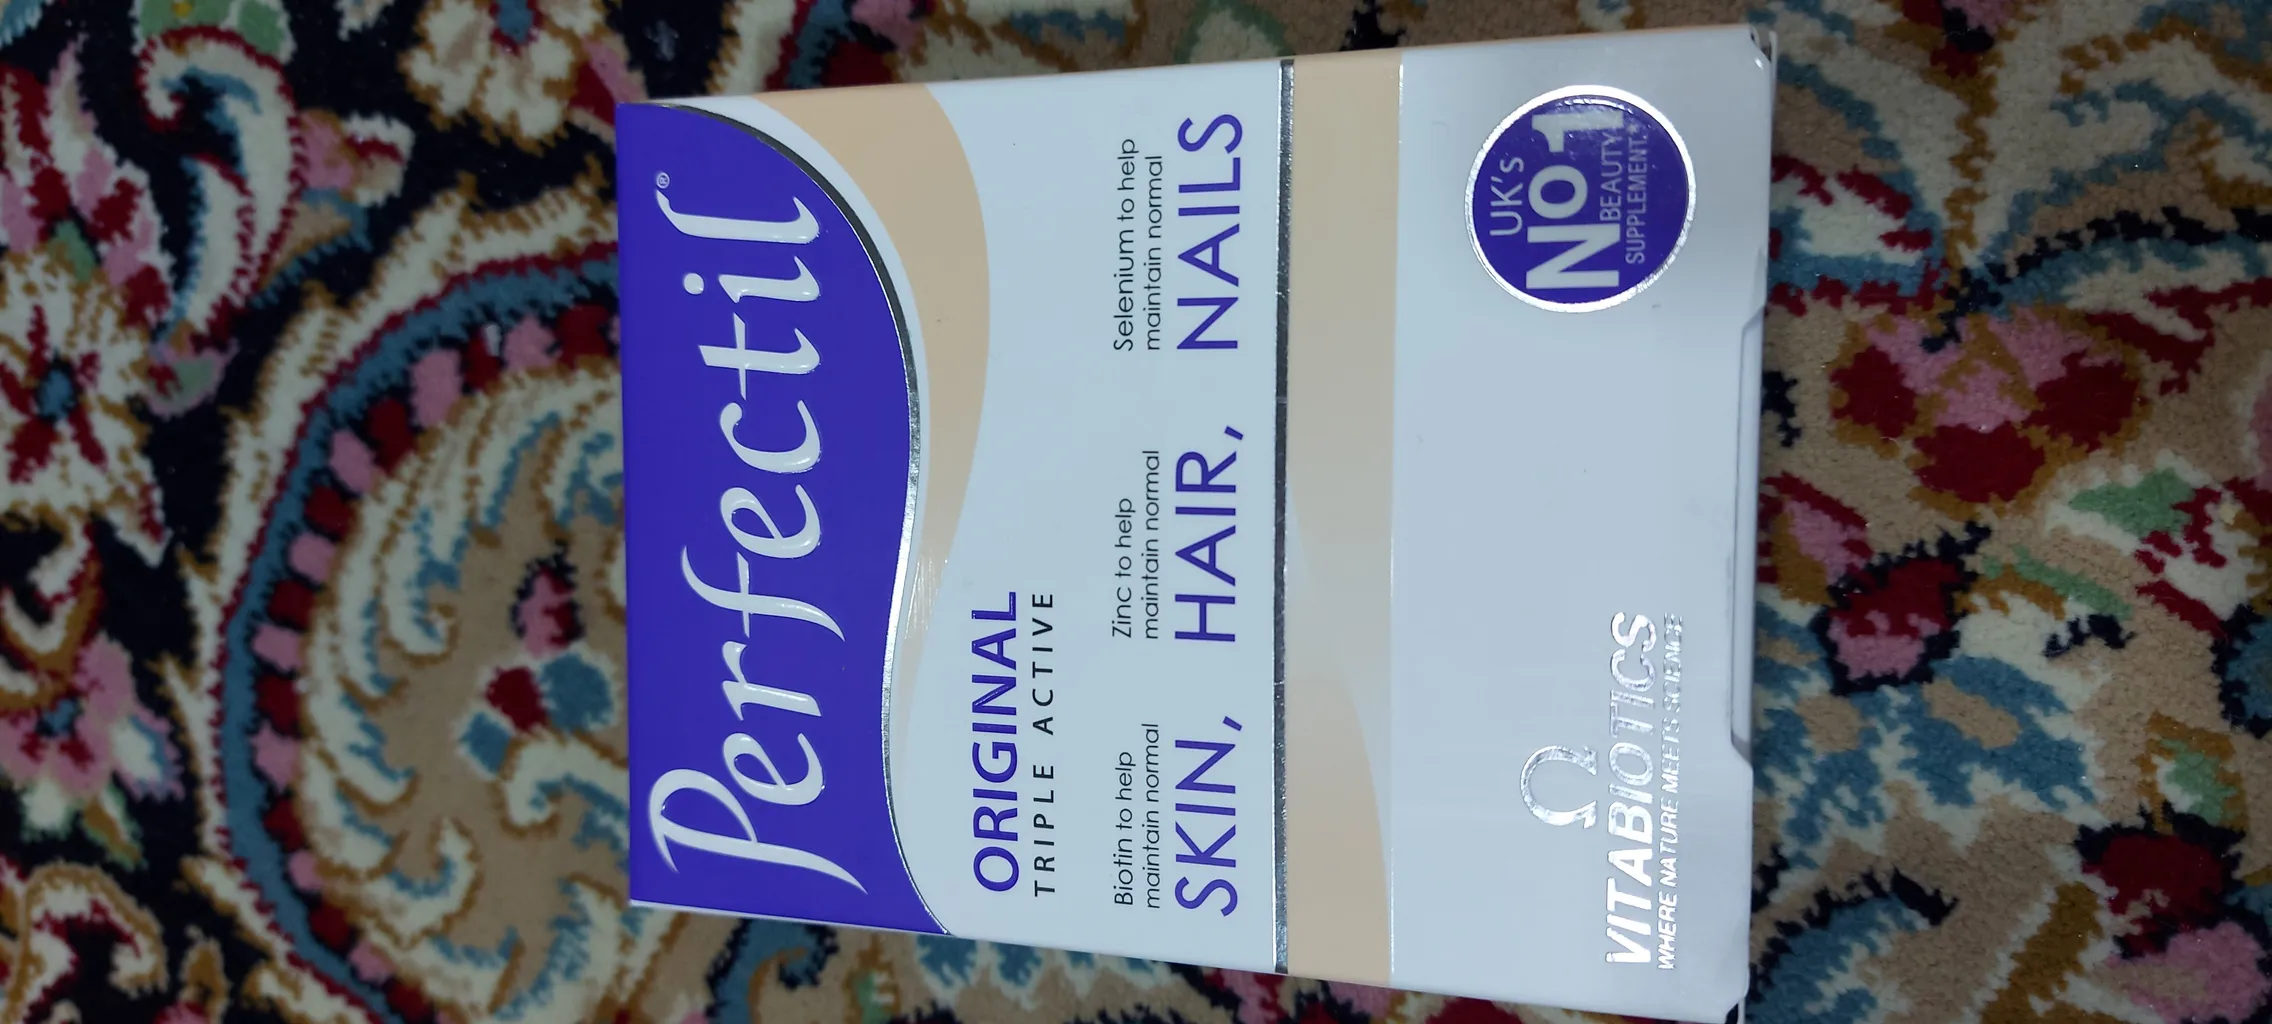 Perfectil®
ORIGINAL
TRIPLE ACTIVE
Biotin to help
maintain normal
SKIN,
Zinc to help
maintain normal
HAIR,
Selenium to help
maintain normal
NAILS
VITABIOTICS
WHERE NATURE MEETS SCIENCE
UK's
No1
BEAUTY
SUPPLEMENT*